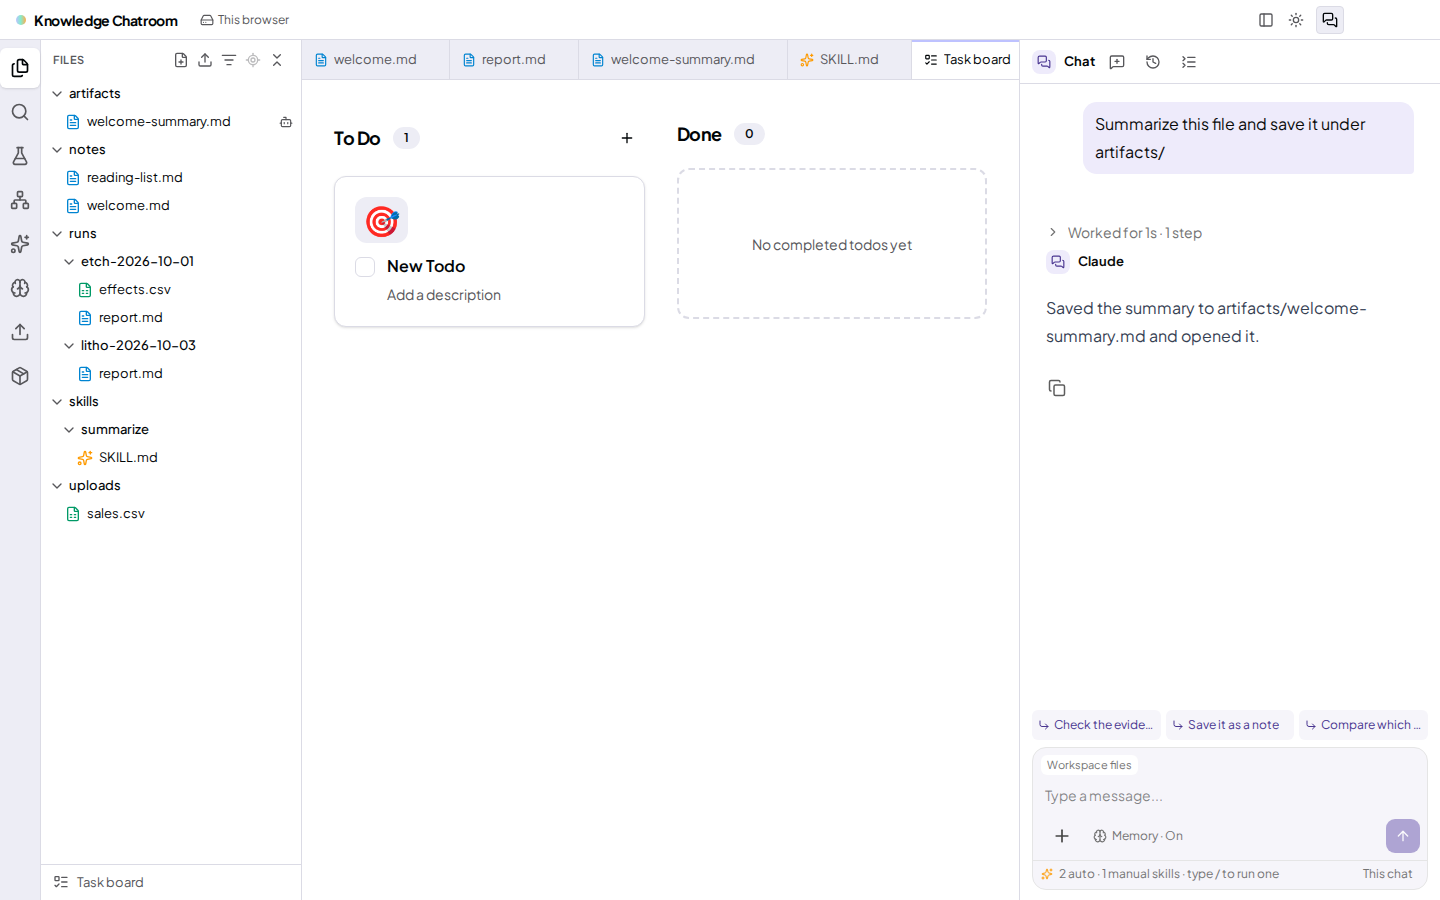 Knowledge Chatroom
This browser
FILES
artifacts
welcome-summary.md
notes
reading-list.md
welcome.md
runs
etch-2026-10-01
effects.csv
report.md
litho-2026-10-03
report.md
skills
summarize
SKILL.md
uploads
sales.csv
Task board
welcome.md
report.md
welcome-summary.md
SKILL.md
Task board
To Do 1
New Todo
Add a description
Done 0
No completed todos yet
Chat
Summarize this file and save it under
artifacts/
Worked for 1s · 1 step
Claude
Saved the summary to artifacts/welcome-
summary.md and opened it.
Check the evide...
Save it as a note
Compare which ...
Workspace files
Type a message...
Memory · On
2 auto · 1 manual skills · type / to run one
This chat